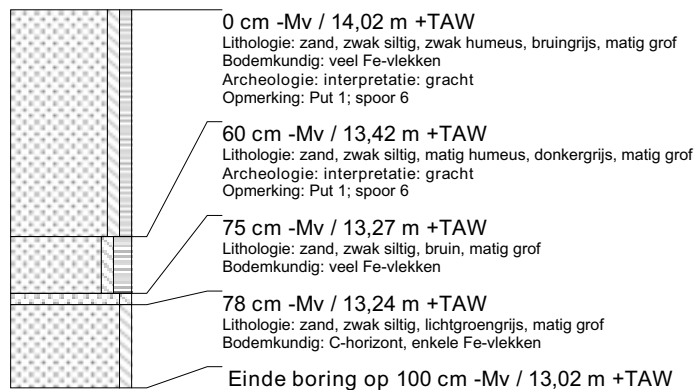 0 cm -Mv / 14,02 m +TAW
Lithologie: zand, zwak siltig, zwak humeus, bruingrijs, matig grof
Bodemkundig: veel Fe-vlekken
Archeologie: interpretatie: gracht
Opmerking: Put 1; spoor 6
60 cm -Mv / 13,42 m +TAW
Lithologie: zand, zwak siltig, matig humeus, donkergrijs, matig grof
Archeologie: interpretatie: gracht
Opmerking: Put 1; spoor 6
75 cm -Mv / 13,27 m +TAW
Lithologie: zand, zwak siltig, bruin, matig grof
Bodemkundig: veel Fe-vlekken
78 cm -Mv / 13,24 m +TAW
Lithologie: zand, zwak siltig, lichtgroengrijs, matig grof
Bodemkundig: C-horizont, enkele Fe-vlekken
Einde boring op 100 cm -Mv / 13,02 m +TAW